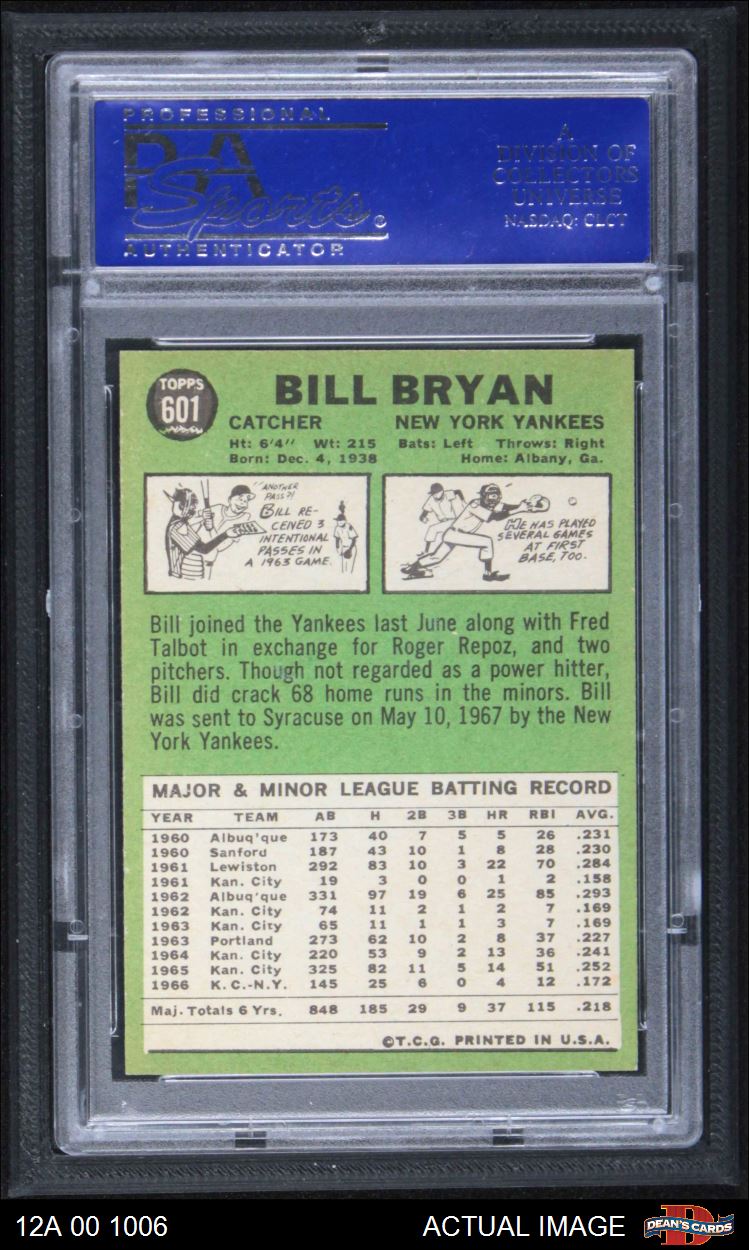 PROFESSIONAL
PSA
Sports ®
AUTHENTICATOR
A
DIVISION OF
COLLECTORS
UNIVERSE
NASDAQ: CLCT
TOPPS
601
BILL BRYAN
CATCHER NEW YORK YANKEES
Ht: 6'4" Wt: 215 Bats: Left Throws: Right
Born: Dec. 4, 1938 Home: Albany, Ga.
"ANOTHER
PASS?!
BILL RE-
CEIVED 3
INTENTIONAL
PASSES IN
A 1963 GAME.
HE HAS PLAYED
SEVERAL GAMES
AT FIRST
BASE, TOO.
Bill joined the Yankees last June along with Fred
Talbot in exchange for Roger Repoz, and two
pitchers. Though not regarded as a power hitter,
Bill did crack 68 home runs in the minors. Bill
was sent to Syracuse on May 10, 1967 by the New
York Yankees.
MAJOR & MINOR LEAGUE BATTING RECORD
YEAR TEAM AB H 2B 3B HR RBI AVG.
1960 Albuq'que 173 40 7 5 5 26 .231
1960 Sanford 187 43 10 1 8 28 .230
1961 Lewiston 292 83 10 3 22 70 .284
1961 Kan. City 19 3 0 0 1 2 .158
1962 Albuq'que 331 97 19 6 25 85 .293
1962 Kan. City 74 11 2 1 2 7 .169
1963 Kan. City 65 11 1 1 3 7 .169
1963 Portland 273 62 10 2 8 37 .227
1964 Kan. City 220 53 9 2 13 36 .241
1965 Kan. City 325 82 11 5 14 51 .252
1966 K.C.-N.Y. 145 25 6 0 4 12 .172
Maj. Totals 6 Yrs. 848 185 29 9 37 115 .218
©T.C.G. PRINTED IN U.S.A.
12A 00 1006 ACTUAL IMAGE DEAN'S CARDS